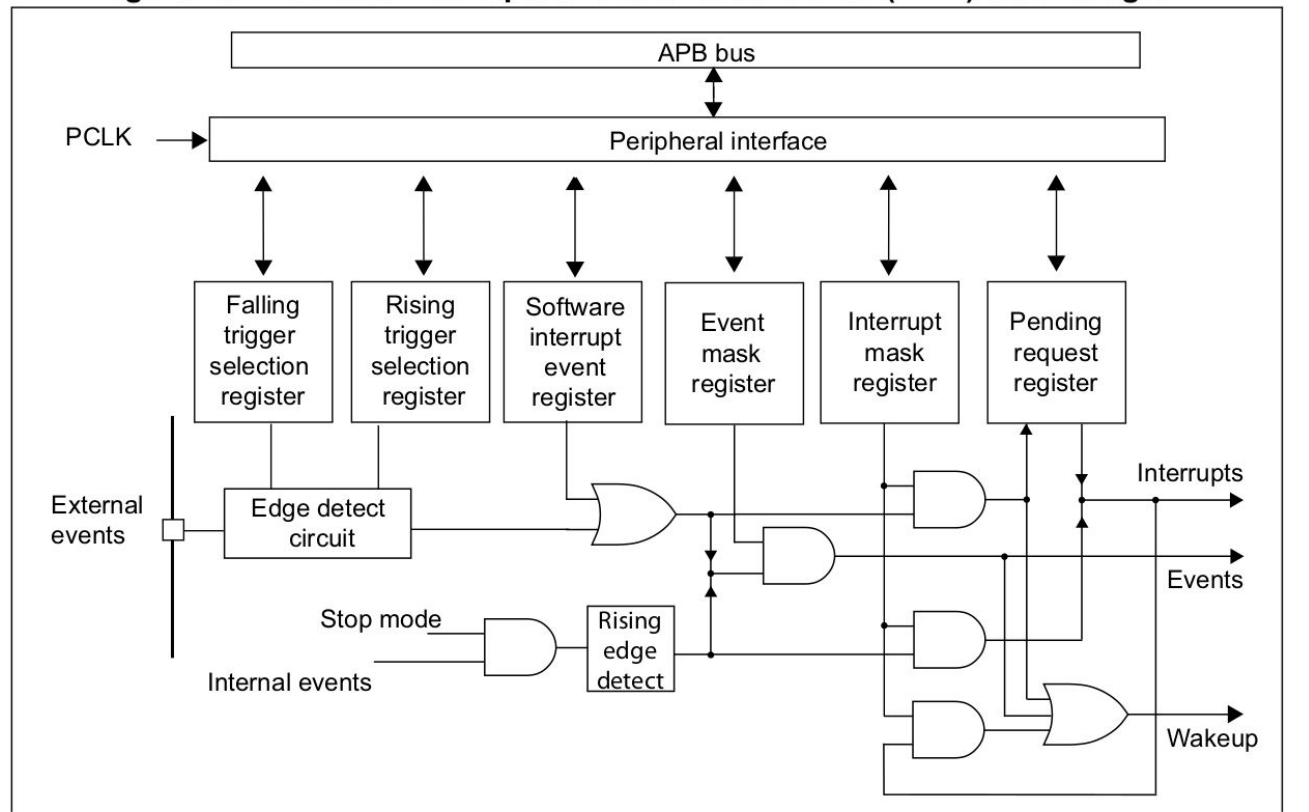 APB bus
PCLK
Peripheral interface
Falling
trigger
selection
register
Rising
trigger
selection
register
Software
interrupt
event
register
Event
mask
register
Interrupt
mask
register
Pending
request
register
Interrupts
External
events
Edge detect
circuit
Events
Stop mode
Rising
edge
detect
Internal events
Wakeup